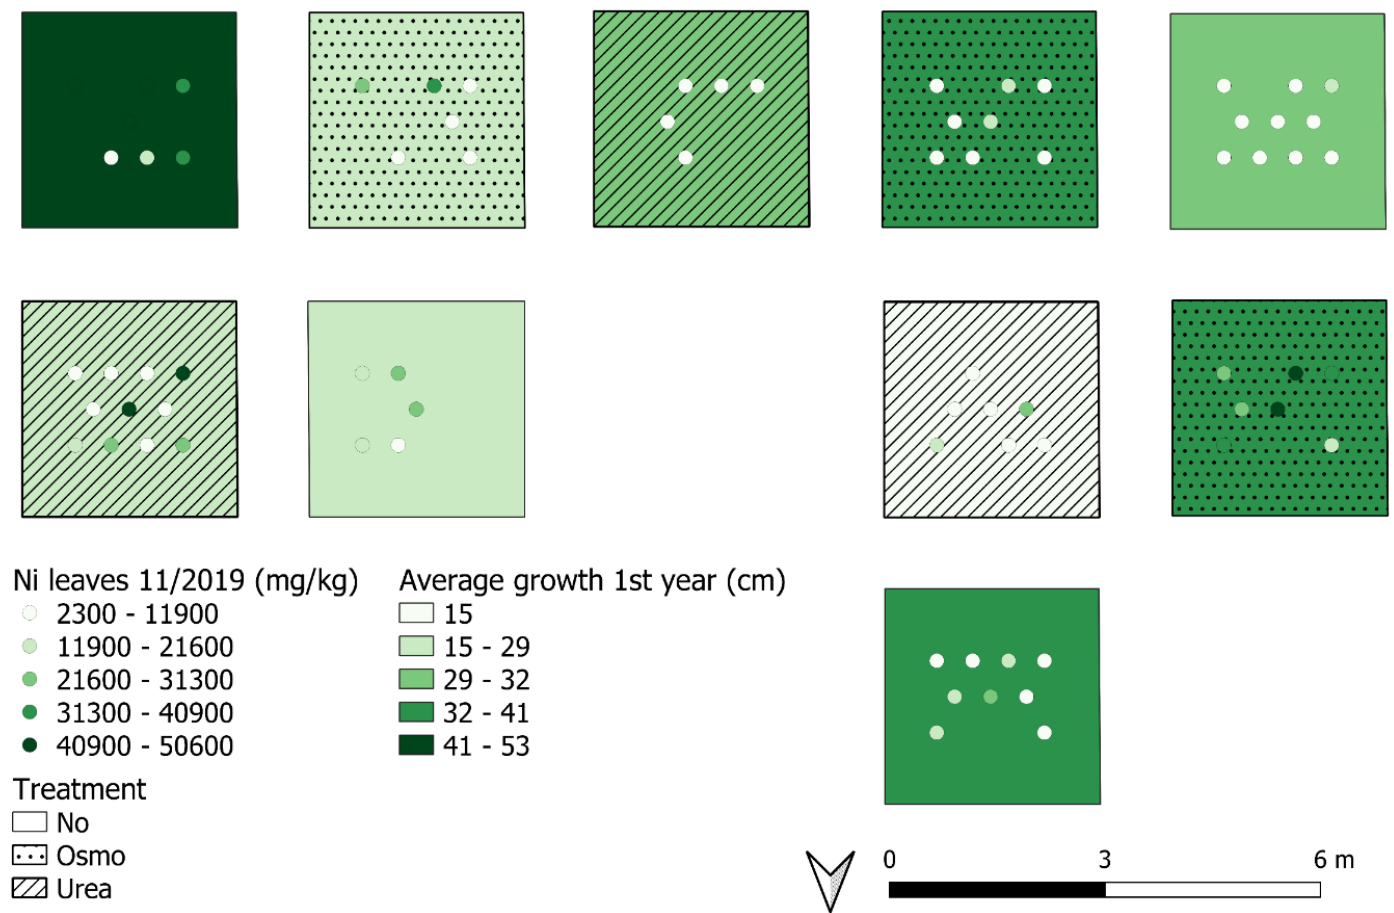 Ni leaves 11/2019 (mg/kg)
2300 - 11900
11900 - 21600
21600 - 31300
31300 - 40900
40900 - 50600
Average growth 1st year (cm)
15
15 - 29
29 - 32
32 - 41
41 - 53
Treatment
No
Osmo
Urea
0 3 6 m